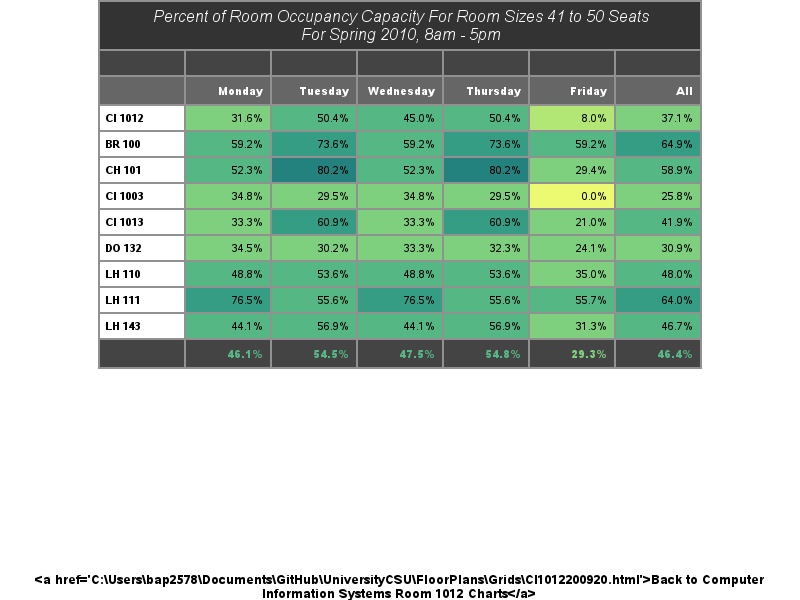 Percent of Room Occupancy Capacity For Room Sizes 41 to 50 Seats
For Spring 2010, 8am - 5pm
Monday Tuesday Wednesday Thursday Friday All
CI 1012 31.6% 50.4% 45.0% 50.4% 8.0% 37.1%
BR 100 59.2% 73.6% 59.2% 73.6% 59.2% 64.9%
CH 101 52.3% 80.2% 52.3% 80.2% 29.4% 58.9%
CI 1003 34.8% 29.5% 34.8% 29.5% 0.0% 25.8%
CI 1013 33.3% 60.9% 33.3% 60.9% 21.0% 41.9%
DO 132 34.5% 30.2% 33.3% 32.3% 24.1% 30.9%
LH 110 48.8% 53.6% 48.8% 53.6% 35.0% 48.0%
LH 111 76.5% 55.6% 76.5% 55.6% 55.7% 64.0%
LH 143 44.1% 56.9% 44.1% 56.9% 31.3% 46.7%
46.1% 54.5% 47.5% 54.8% 29.3% 46.4%
<a href='C:\Users\bap2578\Documents\GitHub\UniversityCSU\FloorPlans\Grids\CI1012200920.html'>Back to Computer
Information Systems Room 1012 Charts</a>